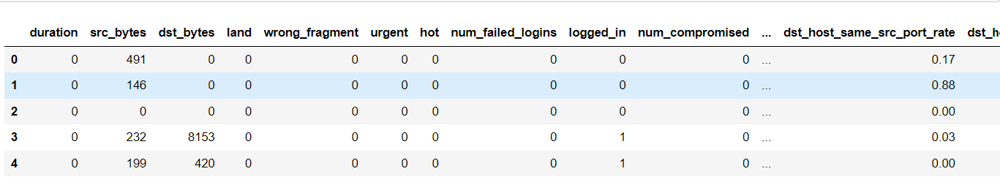 duration src_bytes dst_bytes land wrong_fragment urgent hot num_failed_logins logged_in num_compromised ... dst_host_same_src_port_rate
0 0 491 0 0 0 0 0 0 0 0 ... 0.17
1 0 146 0 0 0 0 0 0 0 0 ... 0.88
2 0 0 0 0 0 0 0 0 0 0 ... 0.00
3 0 232 8153 0 0 0 0 0 1 0 ... 0.03
4 0 199 420 0 0 0 0 0 1 0 ... 0.00